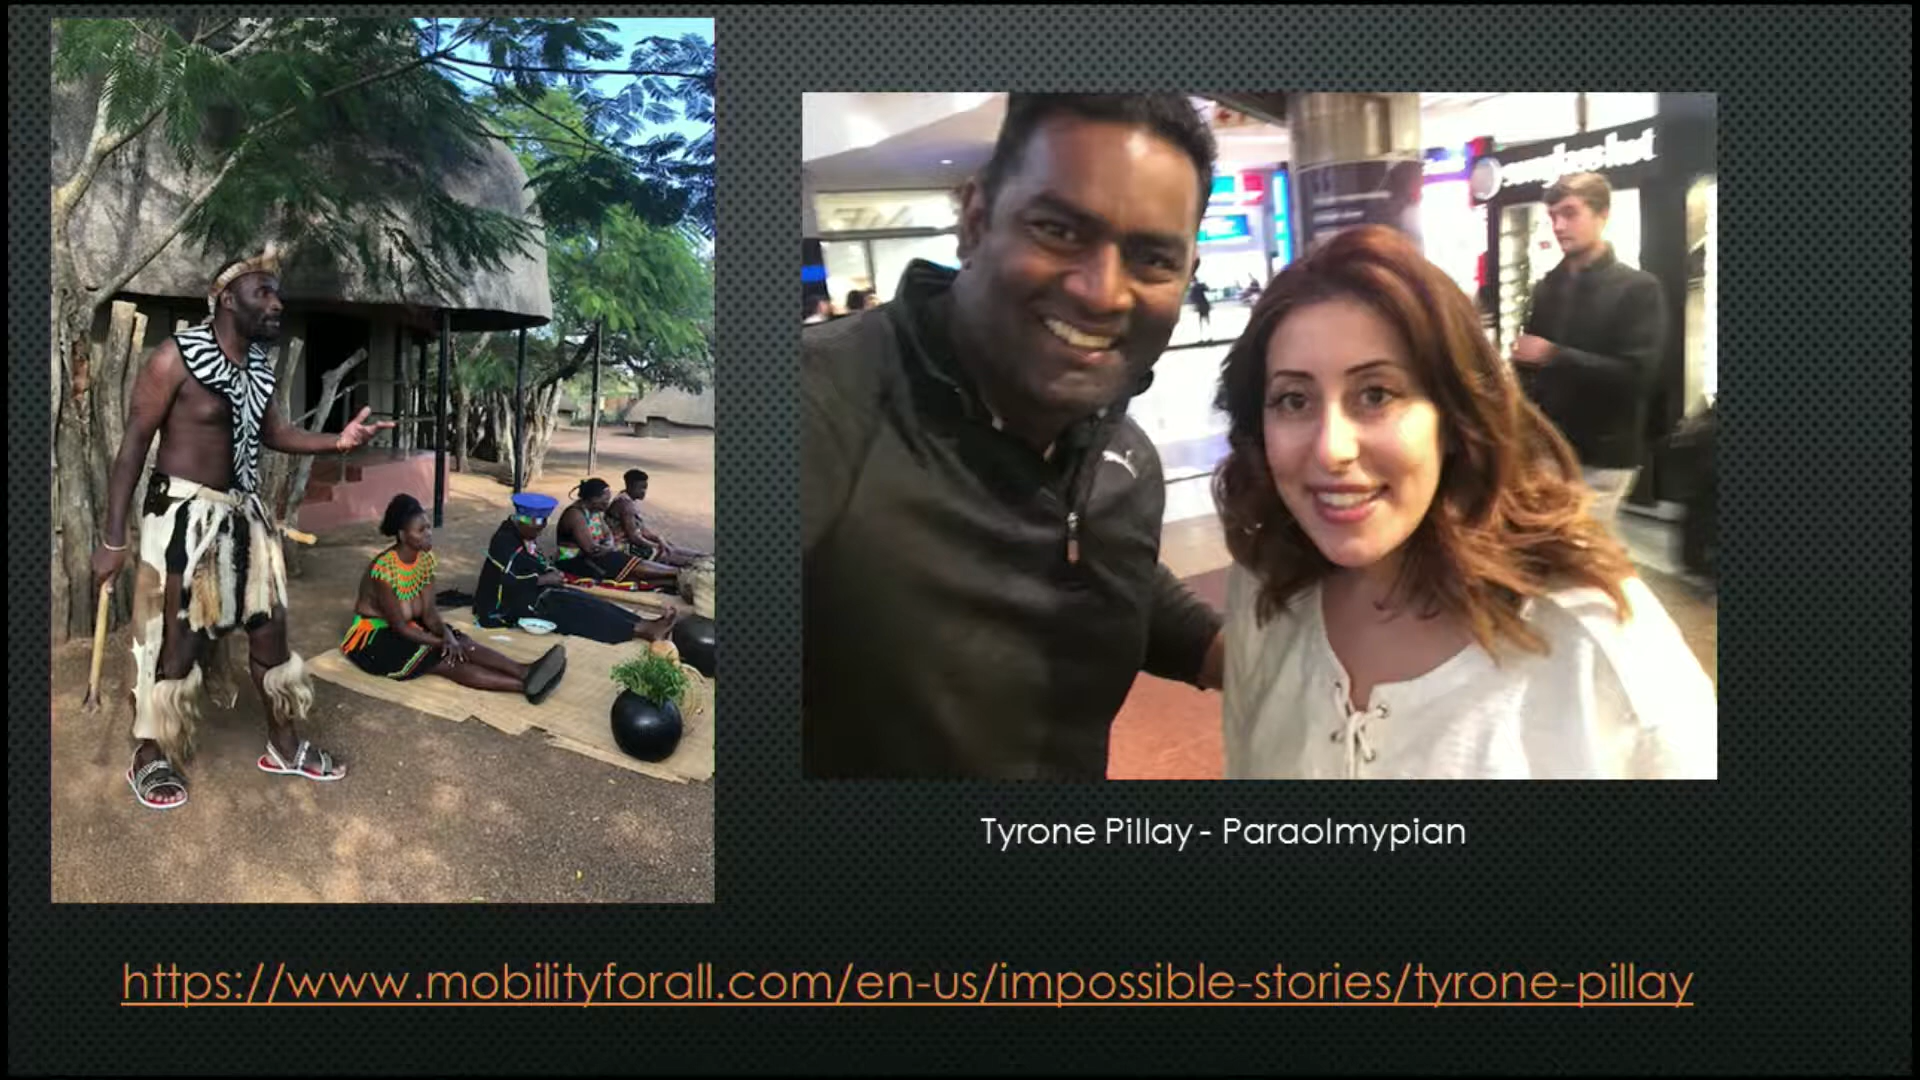 Tyrone Pillay - Paraolmypian
https://www.mobilityforall.com/en-us/impossible-stories/tyrone-pillay